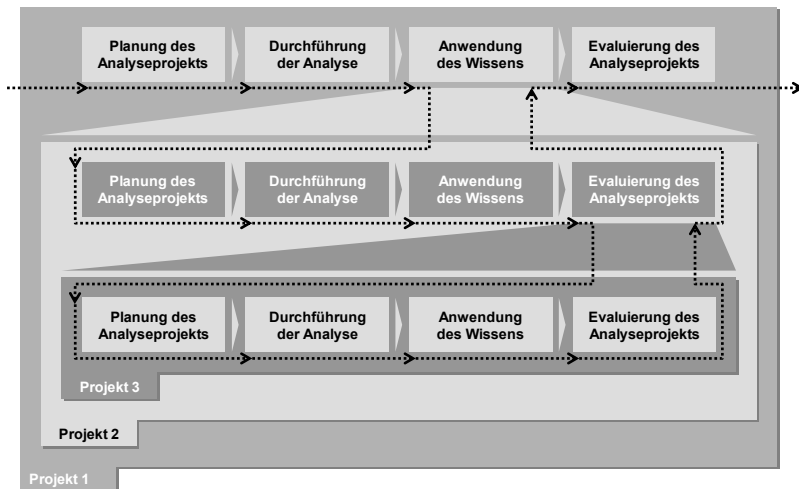 Planung des
Analyseprojekts
Durchführung
der Analyse
Anwendung
des Wissens
Evaluierung des
Analyseprojekts
Planung des
Analyseprojekts
Durchführung
der Analyse
Anwendung
des Wissens
Evaluierung des
Analyseprojekts
Planung des
Analyseprojekts
Durchführung
der Analyse
Anwendung
des Wissens
Evaluierung des
Analyseprojekts
Projekt 3
Projekt 2
Projekt 1